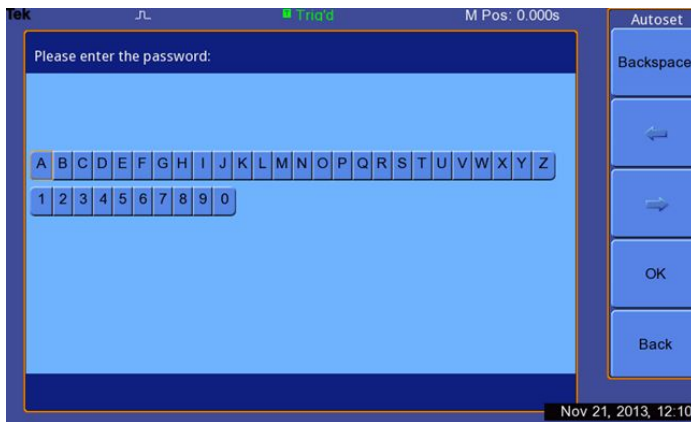 Tek Trig'd M Pos: 0.000s
Autoset
Please enter the password:
Backspace
A B C D E F G H I J K L M N O P Q R S T U V W X Y Z
1 2 3 4 5 6 7 8 9 0
OK
Back
Nov 21, 2013, 12:10